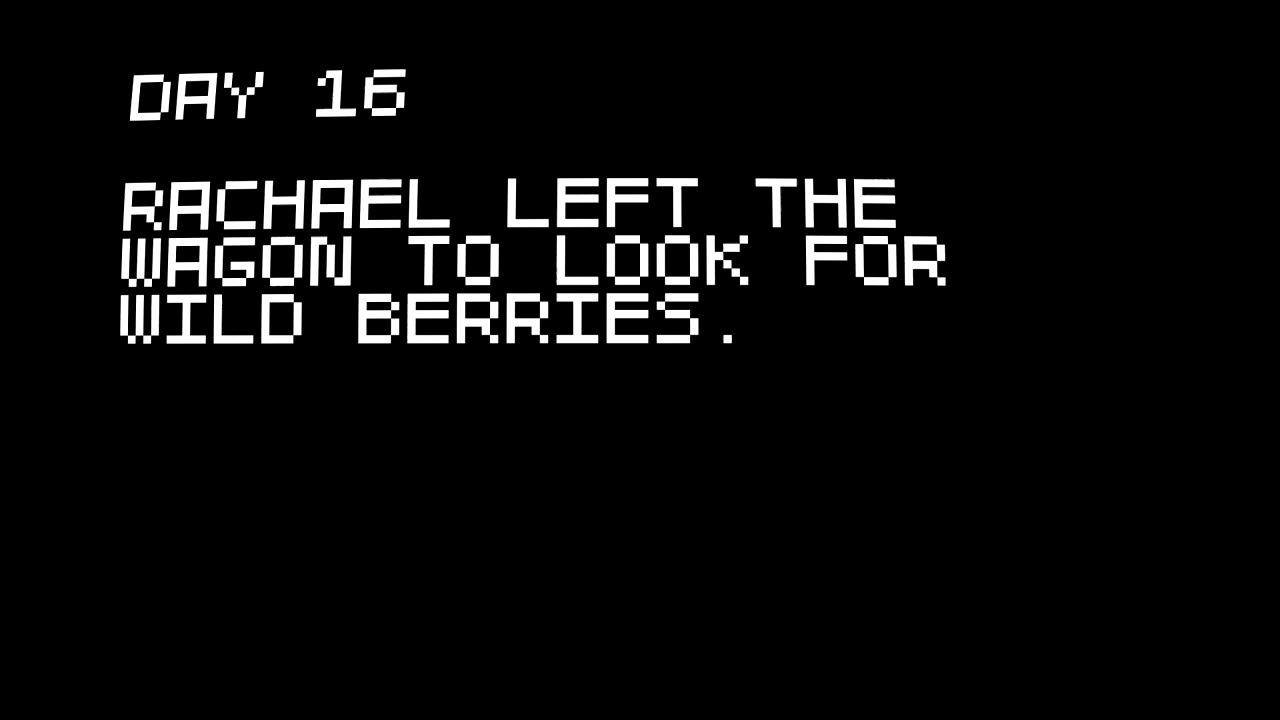 DAY 16
RACHAEL LEFT THE
WAGON TO LOOK FOR
WILD BERRIES.